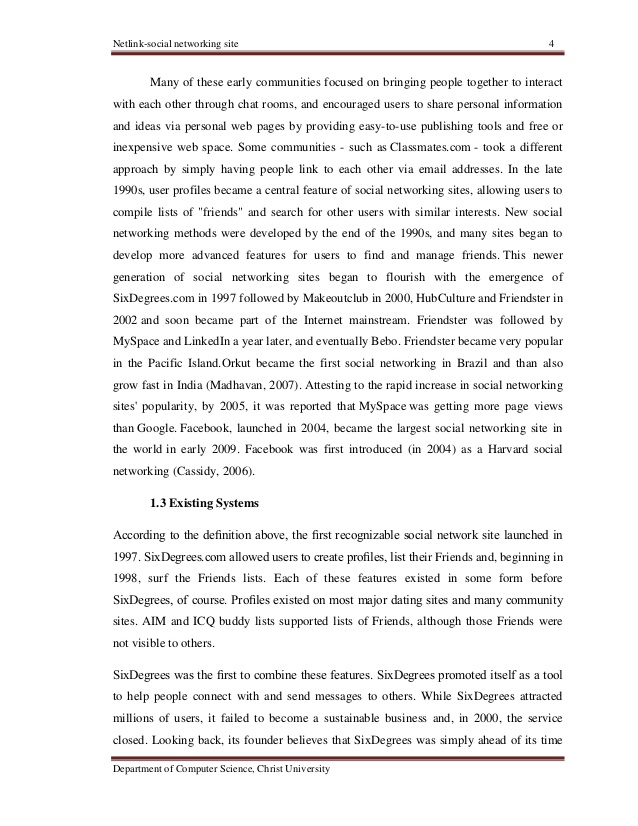 Netlink-social networking site 4
Many of these early communities focused on bringing people together to interact
with each other through chat rooms, and encouraged users to share personal information
and ideas via personal web pages by providing easy-to-use publishing tools and free or
inexpensive web space. Some communities - such as Classmates.com - took a different
approach by simply having people link to each other via email addresses. In the late
1990s, user profiles became a central feature of social networking sites, allowing users to
compile lists of "friends" and search for other users with similar interests. New social
networking methods were developed by the end of the 1990s, and many sites began to
develop more advanced features for users to find and manage friends. This newer
generation of social networking sites began to flourish with the emergence of
SixDegrees.com in 1997 followed by Makeoutclub in 2000, HubCulture and Friendster in
2002 and soon became part of the Internet mainstream. Friendster was followed by
MySpace and LinkedIn a year later, and eventually Bebo. Friendster became very popular
in the Pacific Island.Orkut became the first social networking in Brazil and than also
grow fast in India (Madhavan, 2007). Attesting to the rapid increase in social networking
sites' popularity, by 2005, it was reported that MySpace was getting more page views
than Google. Facebook, launched in 2004, became the largest social networking site in
the world in early 2009. Facebook was first introduced (in 2004) as a Harvard social
networking (Cassidy, 2006).
1.3 Existing Systems
According to the definition above, the first recognizable social network site launched in
1997. SixDegrees.com allowed users to create profiles, list their Friends and, beginning in
1998, surf the Friends lists. Each of these features existed in some form before
SixDegrees, of course. Profiles existed on most major dating sites and many community
sites. AIM and ICQ buddy lists supported lists of Friends, although those Friends were
not visible to others.
SixDegrees was the first to combine these features. SixDegrees promoted itself as a tool
to help people connect with and send messages to others. While SixDegrees attracted
millions of users, it failed to become a sustainable business and, in 2000, the service
closed. Looking back, its founder believes that SixDegrees was simply ahead of its time
Department of Computer Science, Christ University